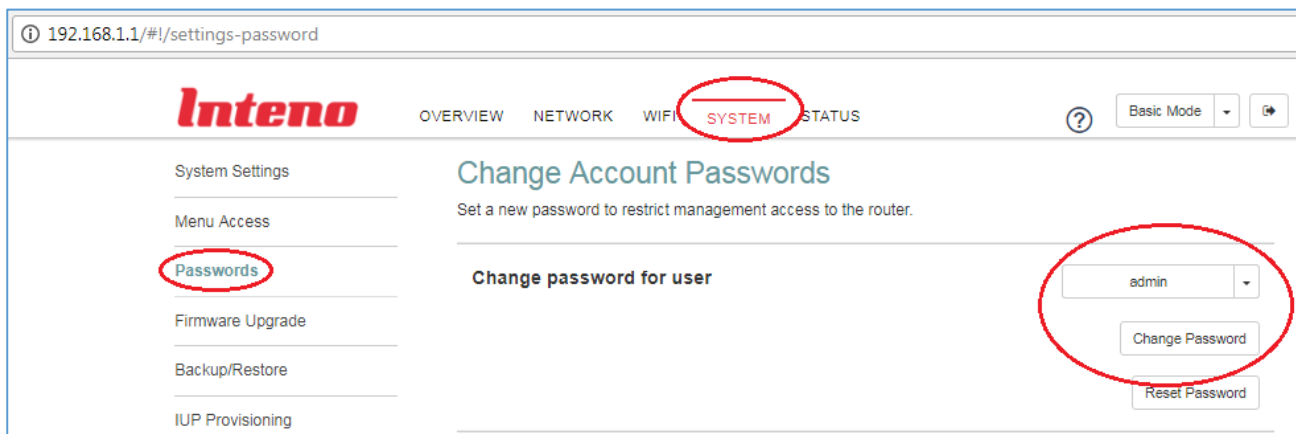 192.168.1.1/#!/settings-password
Inteno OVERVIEW NETWORK WIFI SYSTEM STATUS ? Basic Mode
System Settings
Menu Access
Passwords
Firmware Upgrade
Backup/Restore
IUP Provisioning
Change Account Passwords
Set a new password to restrict management access to the router.
Change password for user
admin
Change Password
Reset Password